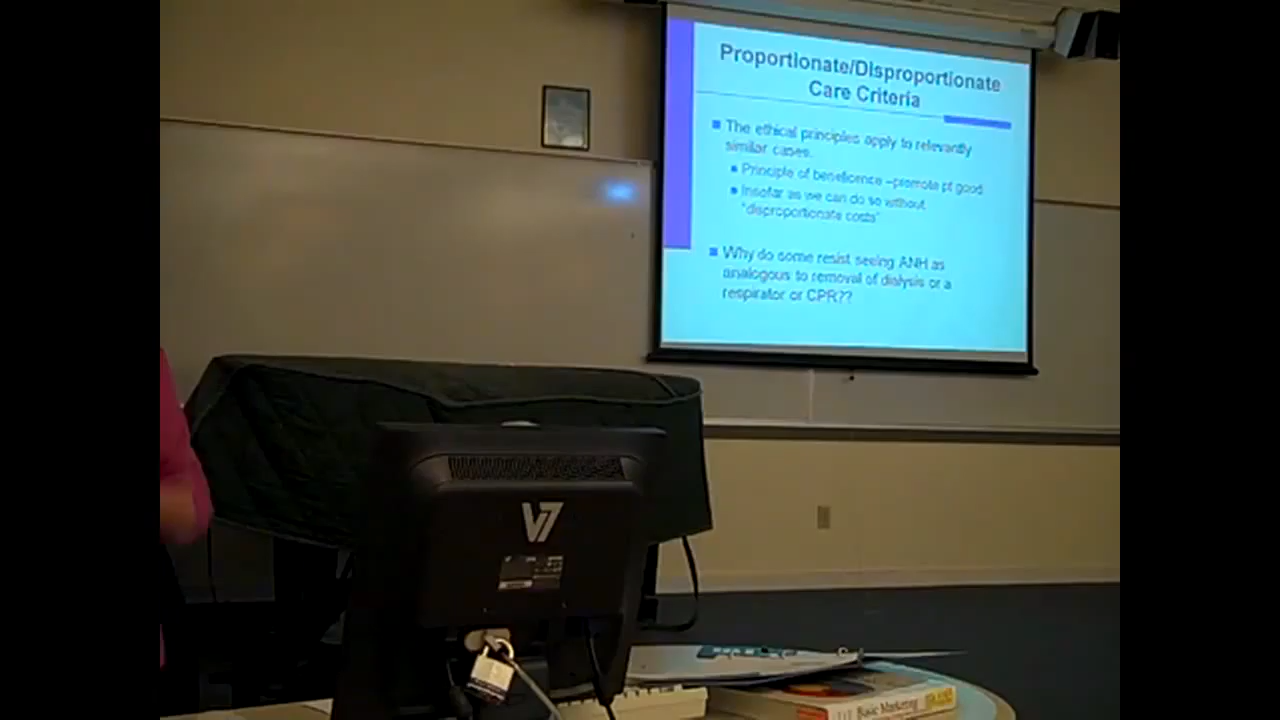 Proportionate/Disproportionate
Care Criteria
The ethical principles apply to relevantly
similar cases.
Principle of beneficence –promote pt good
Insofar as we can do so without
"disproportionate costs"
Why do some resist seeing ANH as
analogous to removal of dialysis or a
respirator or CPR??
V7
Basic Marketing